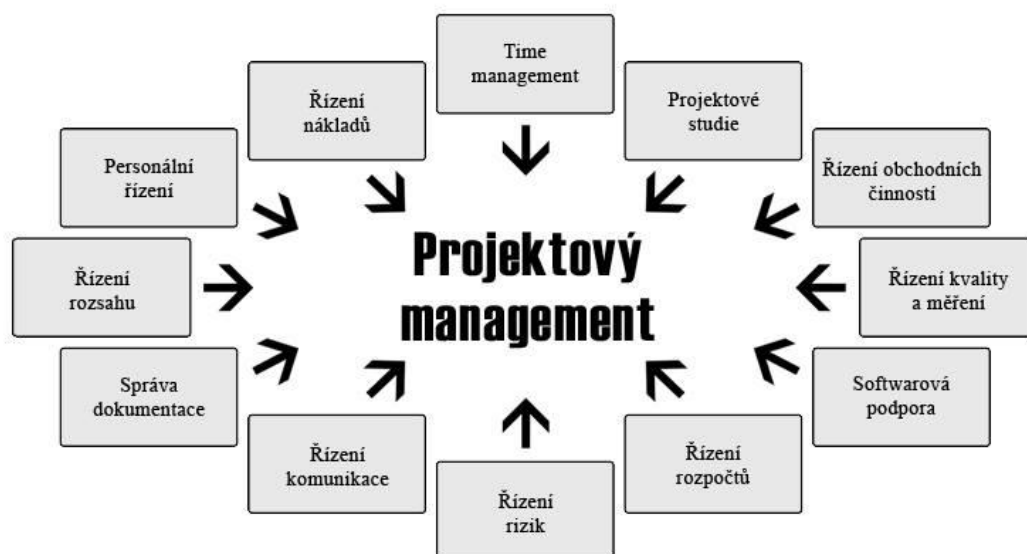 Time
management
Projektové
studie
Řízení obchodních
činností
Řízení kvality
a měření
Softwarová
podpora
Řízení
rozpočtů
Řízení
rizik
Řízení
komunikace
Správa
dokumentace
Řízení
rozsahu
Personální
řízení
Řízení
nákladů
Projektový
management